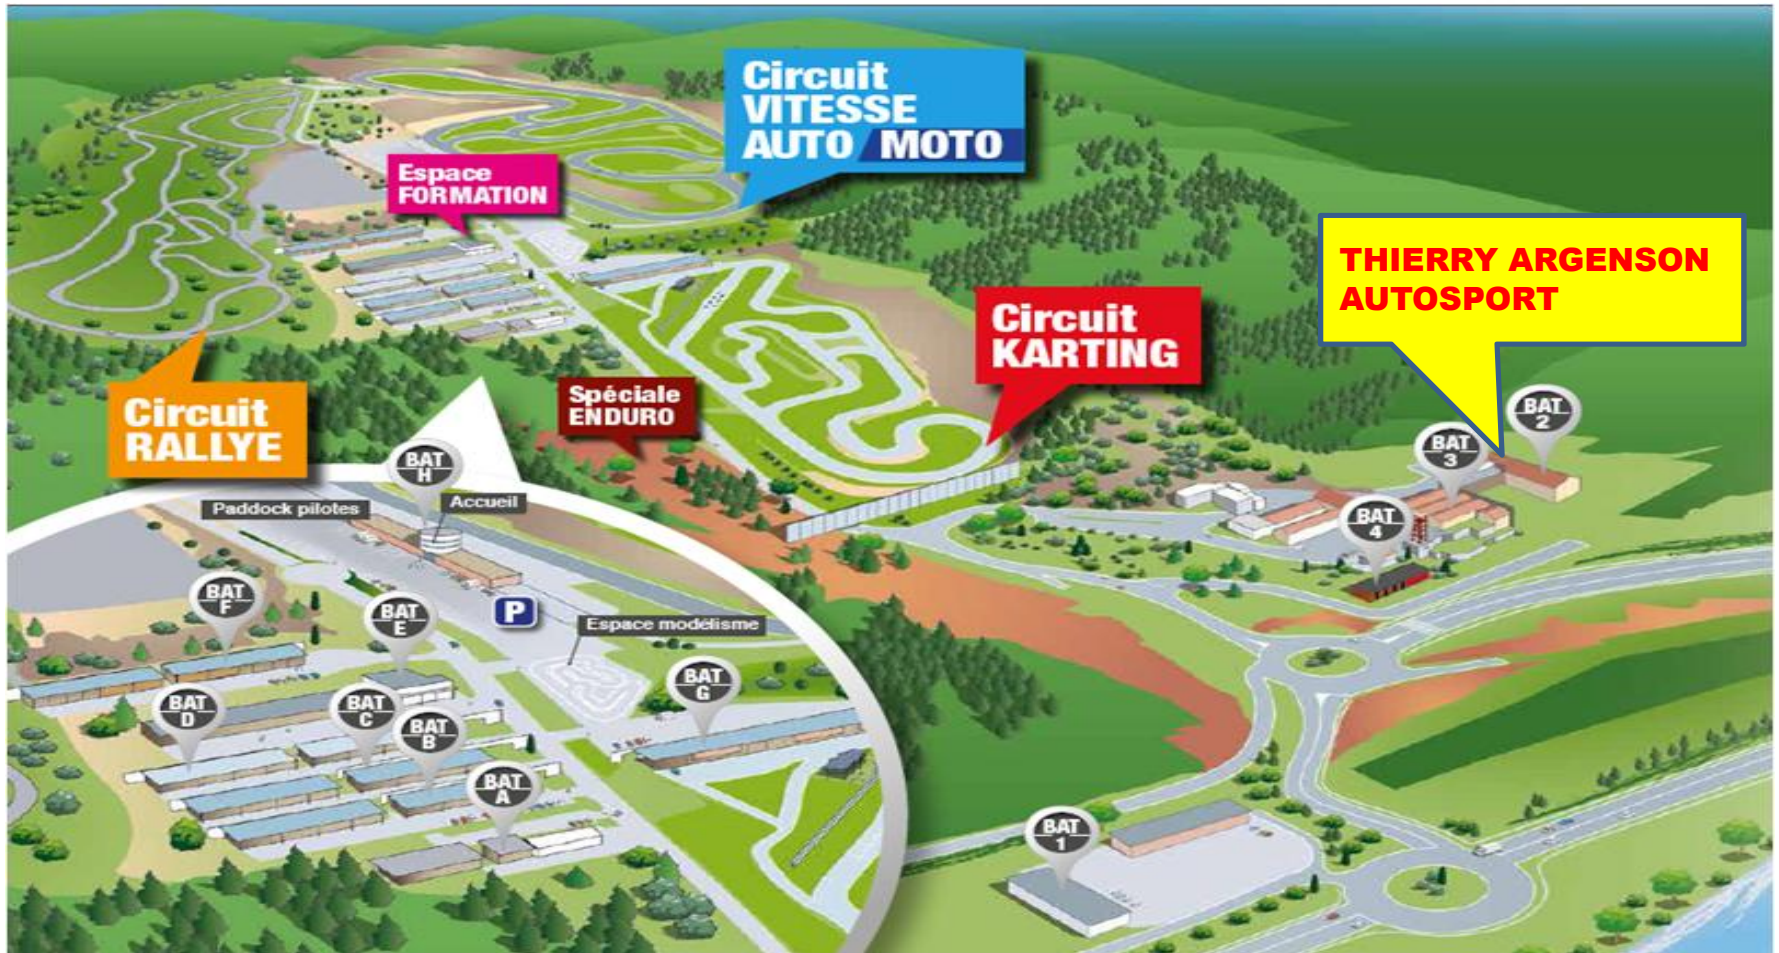 Circuit
VITESSE
AUTO / MOTO
Espace
FORMATION
THIERRY ARGENSON
AUTOSPORT
Circuit
KARTING
Circuit
RALLYE
Spéciale
ENDURO
BAT
2
BAT
3
BAT
4
BAT
H
Paddock pilotes
Accueil
BAT
F
BAT
E
P
Espace modélisme
BAT
G
BAT
D
BAT
C
BAT
B
BAT
A
BAT
1